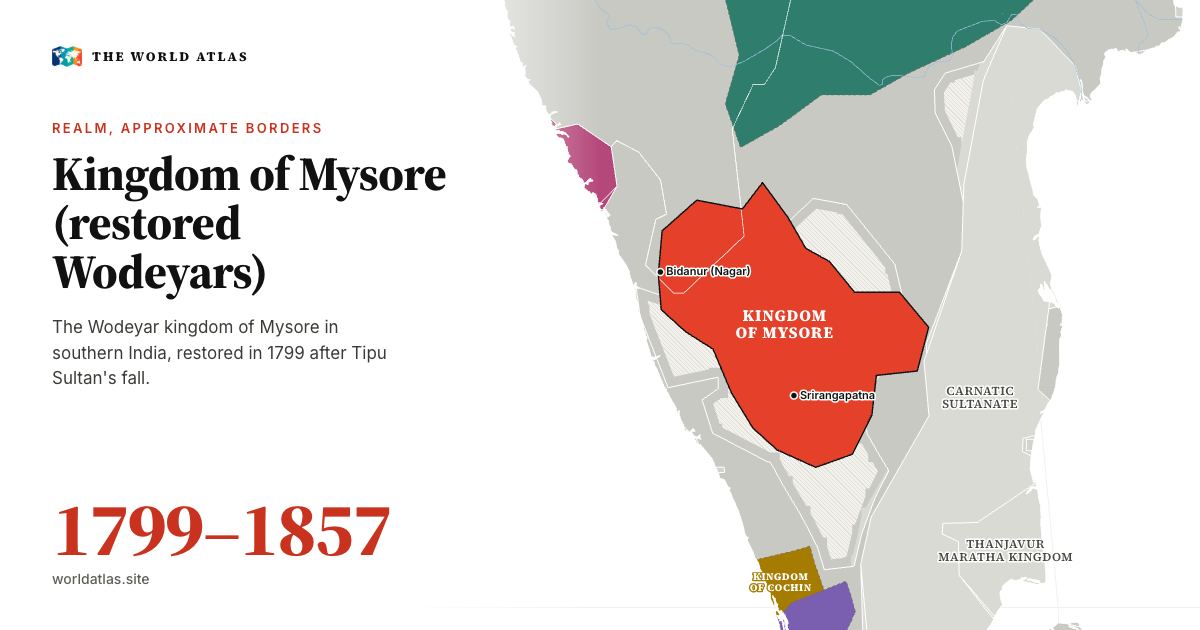 THE WORLD ATLAS
REALM, APPROXIMATE BORDERS
Kingdom of Mysore
(restored
Wodeyars)
The Wodeyar kingdom of Mysore in
southern India, restored in 1799 after Tipu
Sultan's fall.
1799–1857
worldatlas.site
Bidanur (Nagar)
KINGDOM
OF MYSORE
Srirangapatna
CARNATIC
SULTANATE
THANJAVUR
MARATHA KINGDOM
KINGDOM
OF COCHIN